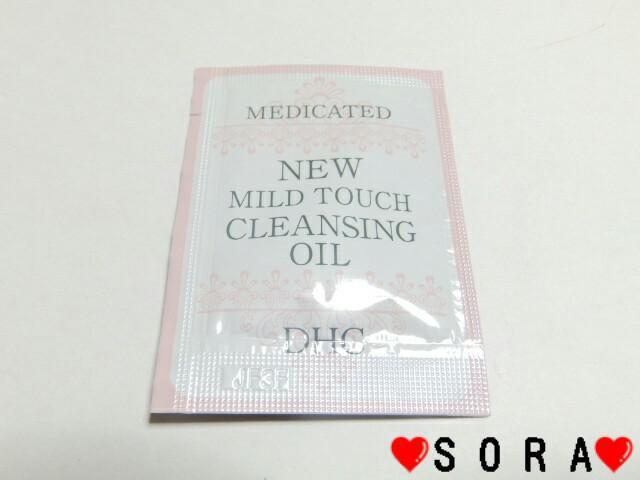 MEDICATED
NEW
MILD TOUCH
CLEANSING
OIL
DHC
❤SORA❤